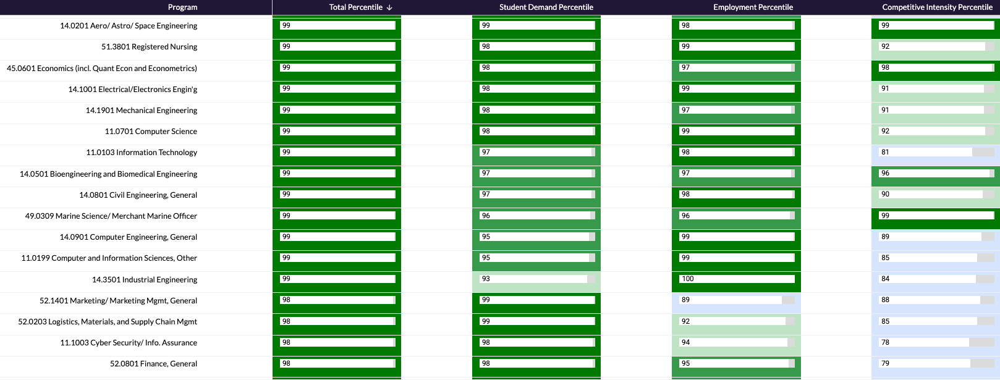 Program Total Percentile ↓ Student Demand Percentile Employment Percentile Competitive Intensity Percentile
14.0201 Aero/ Astro/ Space Engineering 99 99 98 99
51.3801 Registered Nursing 99 98 99 92
45.0601 Economics (incl. Quant Econ and Econometrics) 99 98 97 98
14.1001 Electrical/Electronics Engin'g 99 98 99 91
14.1901 Mechanical Engineering 99 98 97 91
11.0701 Computer Science 99 98 99 92
11.0103 Information Technology 99 97 98 81
14.0501 Bioengineering and Biomedical Engineering 99 97 97 96
14.0801 Civil Engineering, General 99 97 98 90
49.0309 Marine Science/ Merchant Marine Officer 99 96 96 99
14.0901 Computer Engineering, General 99 95 99 89
11.0199 Computer and Information Sciences, Other 99 95 99 85
14.3501 Industrial Engineering 99 93 100 84
52.1401 Marketing/ Marketing Mgmt, General 98 99 89 88
52.0203 Logistics, Materials, and Supply Chain Mgmt 98 99 92 85
11.1003 Cyber Security/ Info. Assurance 98 98 94 78
52.0801 Finance, General 98 98 95 79